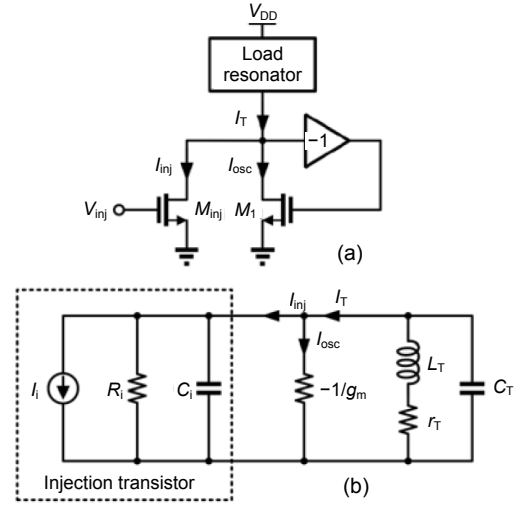 V_DD
Load
resonator
I_T
−1
I_inj
I_osc
V_inj
M_inj
M_1
(a)
I_inj
I_T
I_osc
I_i
R_i
C_i
−1/g_m
L_T
r_T
C_T
Injection transistor
(b)